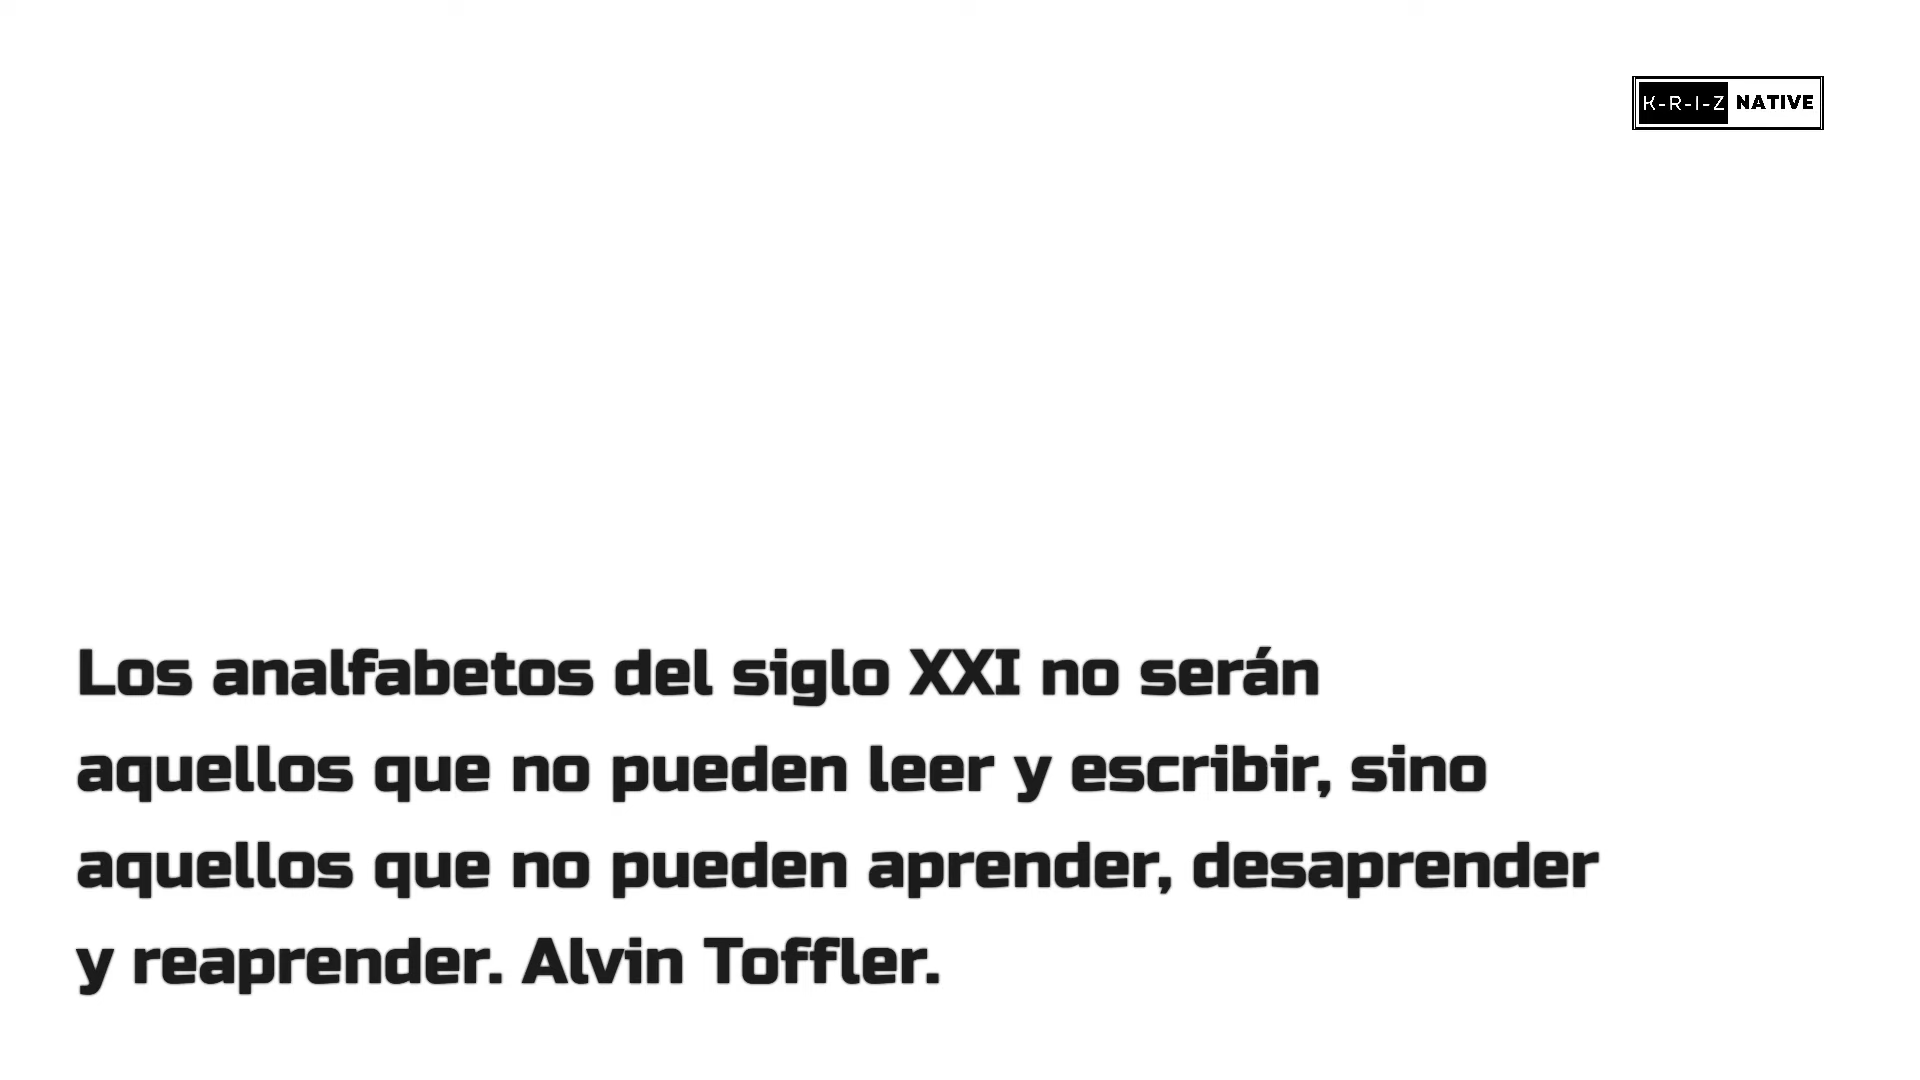 K-R-I-Z NATIVE
Los analfabetos del siglo XXI no serán
aquellos que no pueden leer y escribir, sino
aquellos que no pueden aprender, desaprender
y reaprender. Alvin Toffler.